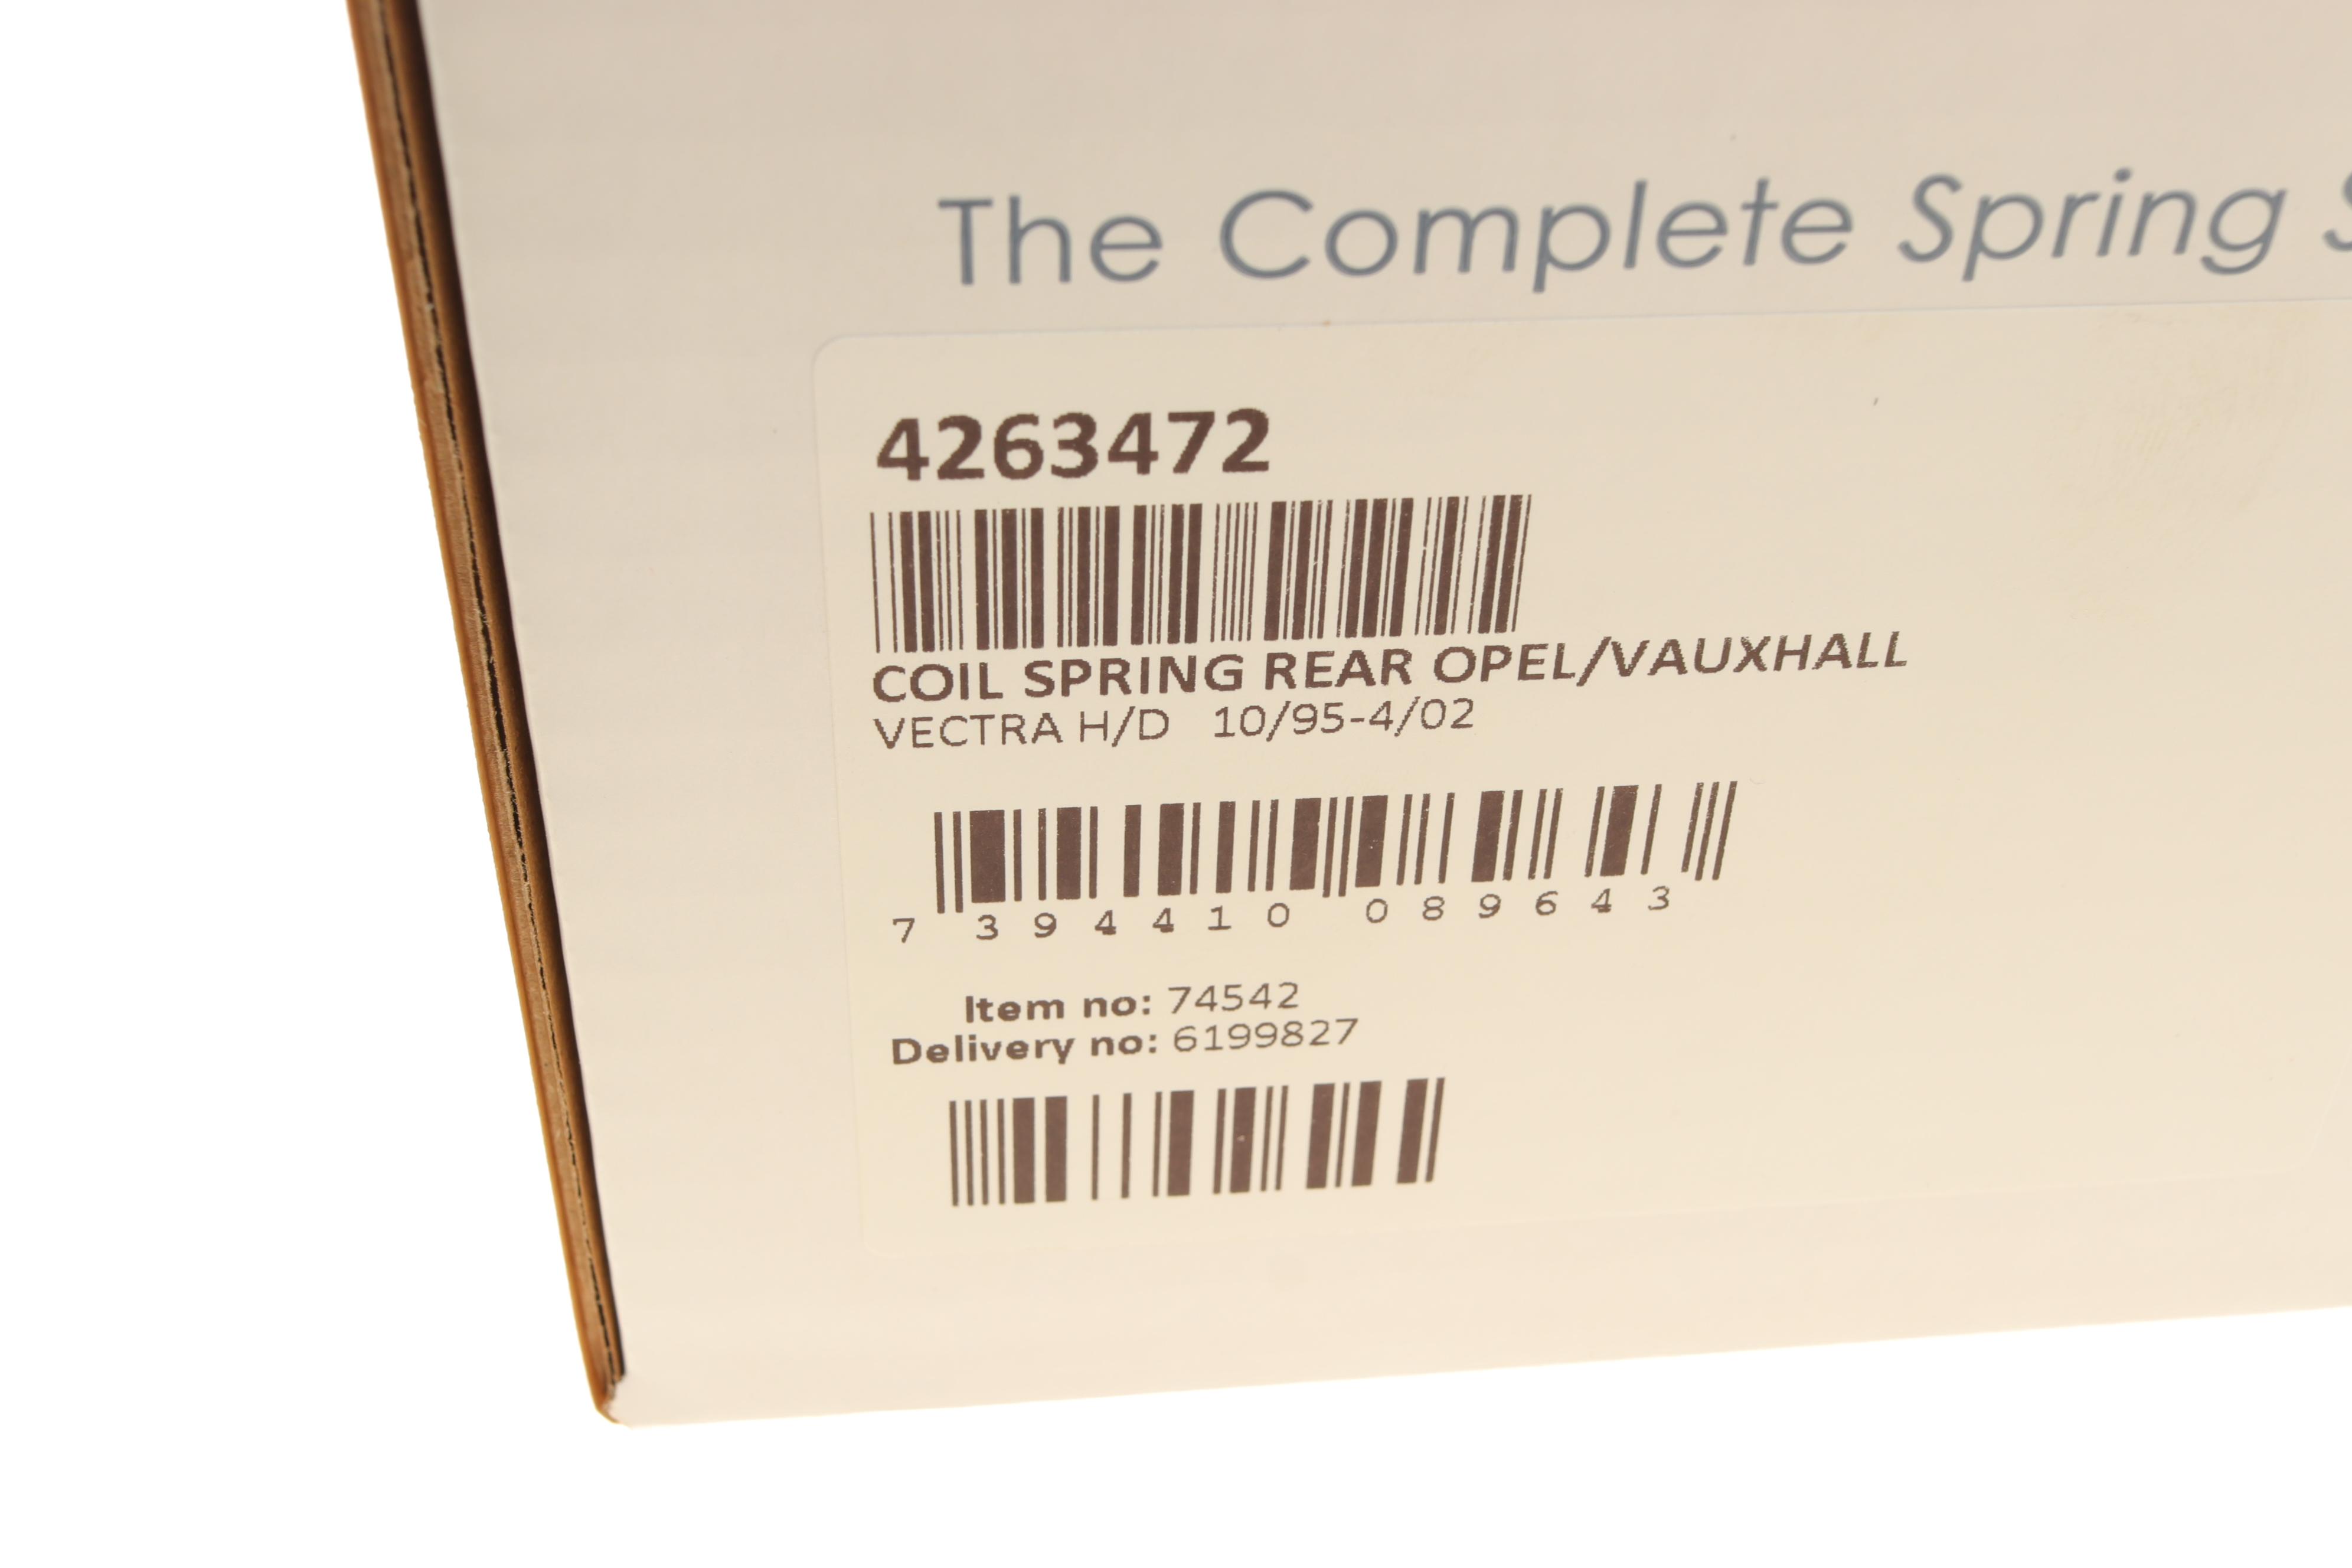 The Complete Spring
4263472
COIL SPRING REAR OPEL/VAUXHALL
VECTRA H/D 10/95-4/02
7 394410 089643
Item no: 74542
Delivery no: 6199827